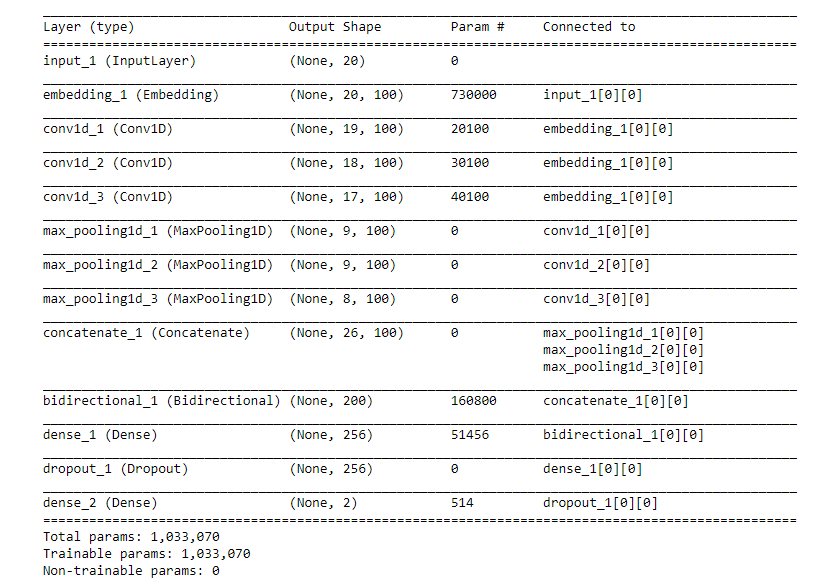 Layer (type) Output Shape Param # Connected to
input_1 (InputLayer) (None, 20) 0
embedding_1 (Embedding) (None, 20, 100) 730000 input_1[0][0]
conv1d_1 (Conv1D) (None, 19, 100) 20100 embedding_1[0][0]
conv1d_2 (Conv1D) (None, 18, 100) 30100 embedding_1[0][0]
conv1d_3 (Conv1D) (None, 17, 100) 40100 embedding_1[0][0]
max_pooling1d_1 (MaxPooling1D) (None, 9, 100) 0 conv1d_1[0][0]
max_pooling1d_2 (MaxPooling1D) (None, 9, 100) 0 conv1d_2[0][0]
max_pooling1d_3 (MaxPooling1D) (None, 8, 100) 0 conv1d_3[0][0]
concatenate_1 (Concatenate) (None, 26, 100) 0 max_pooling1d_1[0][0]
max_pooling1d_2[0][0]
max_pooling1d_3[0][0]
bidirectional_1 (Bidirectional) (None, 200) 160800 concatenate_1[0][0]
dense_1 (Dense) (None, 256) 51456 bidirectional_1[0][0]
dropout_1 (Dropout) (None, 256) 0 dense_1[0][0]
dense_2 (Dense) (None, 2) 514 dropout_1[0][0]
Total params: 1,033,070
Trainable params: 1,033,070
Non-trainable params: 0